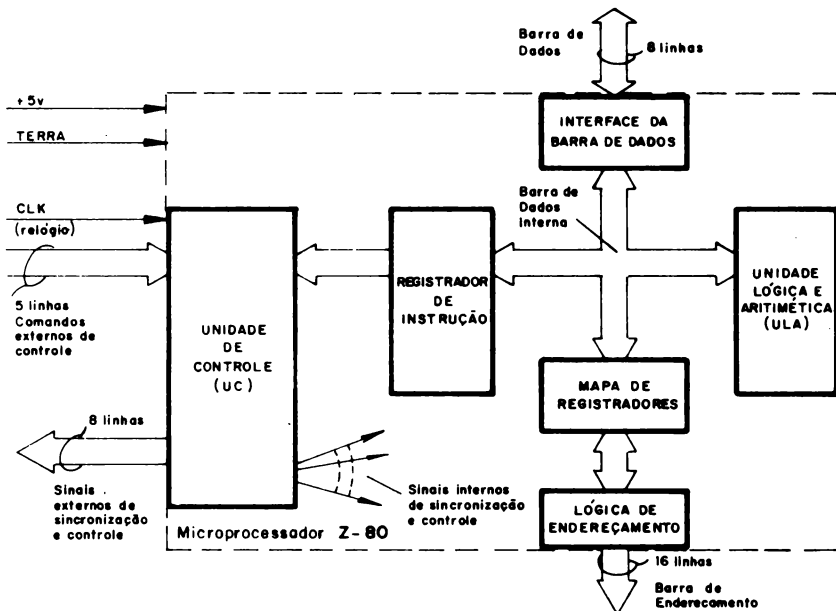 Barra de
Dados
8 linhas
+5v
TERRA
CLK
(relógio)
INTERFACE DA
BARRA DE DADOS
Barra de
Dados
Interna
5 linhas
Comandos
externos de
controle
UNIDADE
DE
CONTROLE
(UC)
REGISTRADOR
DE
INSTRUÇÃO
UNIDADE
LÓGICA E
ARITIMÉTICA
(ULA)
MAPA DE
REGISTRADORES
8 linhas
Sinais
externos de
sincronização
e controle
Sinais internos
de sincronização
e controle
LÓGICA DE
ENDEREÇAMENTO
Microprocessador Z-80
16 linhas
Barra de
Enderecamento